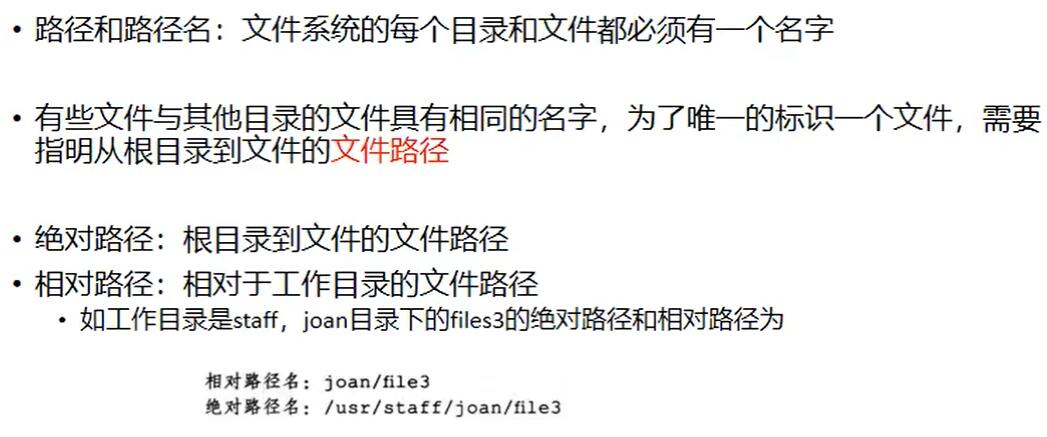 • 路径和路径名：文件系统的每个目录和文件都必须有一个名字
• 有些文件与其他目录的文件具有相同的名字，为了唯一的标识一个文件，需要
指明从根目录到文件的文件路径
• 绝对路径：根目录到文件的文件路径
• 相对路径：相对于工作目录的文件路径
• 如工作目录是staff，joan目录下的files3的绝对路径和相对路径为
相对路径名：joan/file3
绝对路径名：/usr/staff/joan/file3